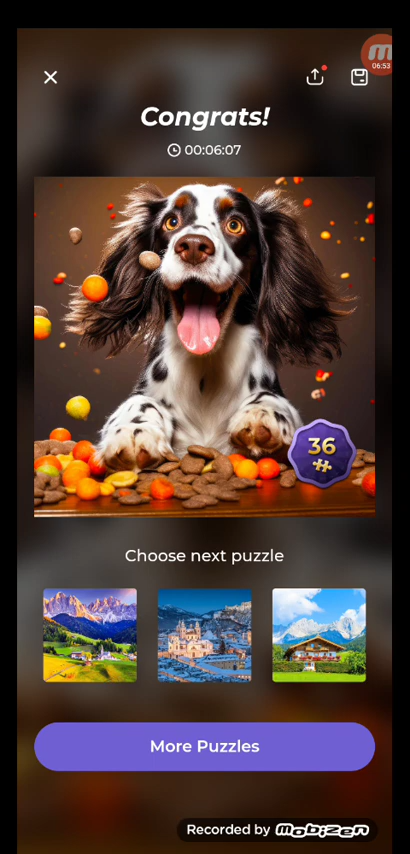 06:53
Congrats!
00:06:07
36
Choose next puzzle
More Puzzles
Recorded by mobizen